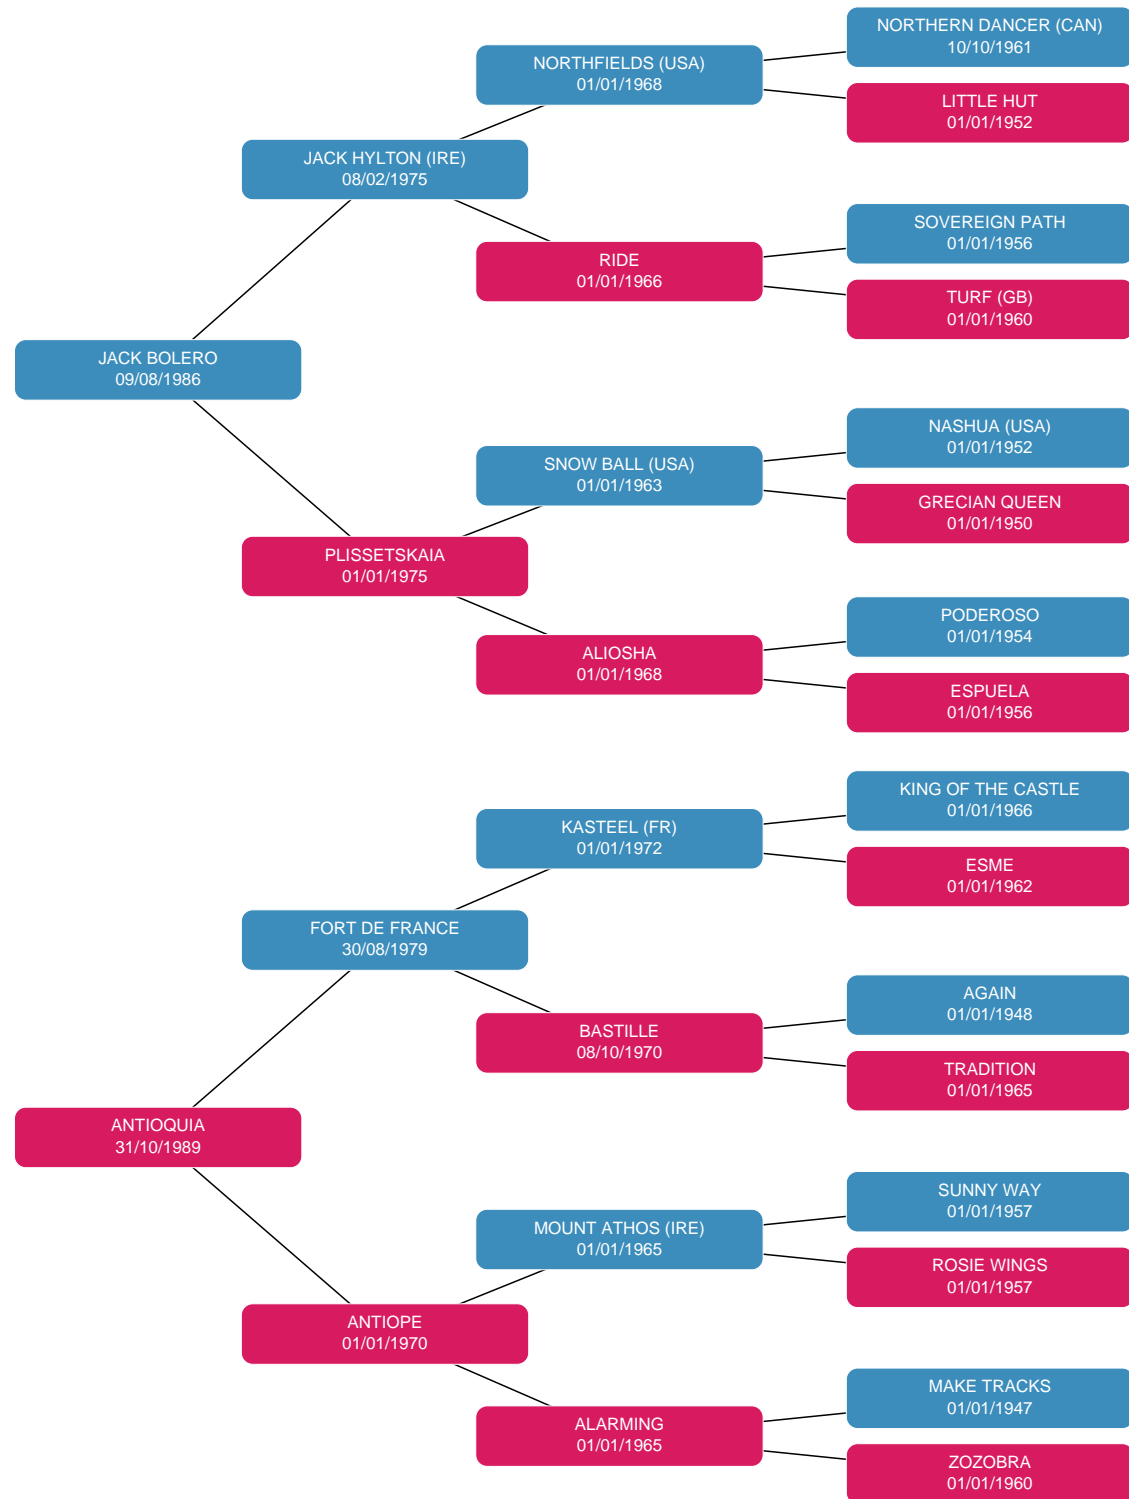 NORTHERN DANCER (CAN)
10/10/1961
NORTHFIELDS (USA)
01/01/1968
LITTLE HUT
01/01/1952
JACK HYLTON (IRE)
08/02/1975
SOVEREIGN PATH
01/01/1956
RIDE
01/01/1966
TURF (GB)
01/01/1960
JACK BOLERO
09/08/1986
NASHUA (USA)
01/01/1952
SNOW BALL (USA)
01/01/1963
GRECIAN QUEEN
01/01/1950
PLISSETSKAIA
01/01/1975
PODEROSO
01/01/1954
ALIOSHA
01/01/1968
ESPUELA
01/01/1956
KING OF THE CASTLE
01/01/1966
KASTEEL (FR)
01/01/1972
ESME
01/01/1962
FORT DE FRANCE
30/08/1979
AGAIN
01/01/1948
BASTILLE
08/10/1970
TRADITION
01/01/1965
ANTIOQUIA
31/10/1989
SUNNY WAY
01/01/1957
MOUNT ATHOS (IRE)
01/01/1965
ROSIE WINGS
01/01/1957
ANTIOPE
01/01/1970
MAKE TRACKS
01/01/1947
ALARMING
01/01/1965
ZOZOBRA
01/01/1960